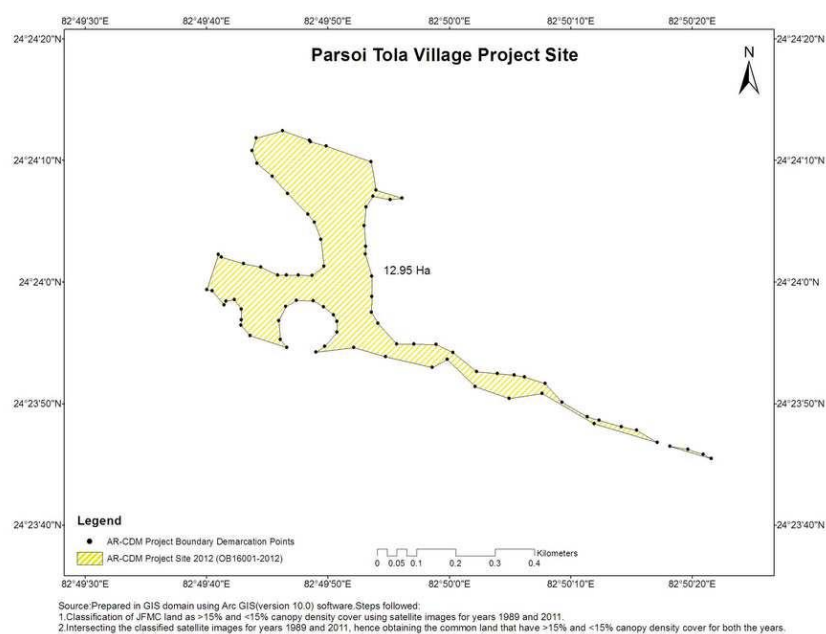 82°49'30"E 82°49'40"E 82°49'50"E 82°50'0"E 82°50'10"E 82°50'20"E
24°24'20"N 24°24'20"N
Parsoi Tola Village Project Site
N
24°24'10"N 24°24'10"N
12.95 Ha
24°24'0"N 24°24'0"N
24°23'50"N 24°23'50"N
Legend
AR-CDM Project Boundary Demarcation Points
24°23'40"N 24°23'40"N
AR-CDM Project Site 2012 (OB16001-2012)
Kilometers
0 0.05 0.1 0.2 0.3 0.4
82°49'30"E 82°49'40"E 82°49'50"E 82°50'0"E 82°50'10"E 82°50'20"E
Source:Prepared in GIS domain using Arc GIS(version 10.0) software.Steps followed:
1.Classification of JFMC land as >15% and <15% canopy density cover using satellite images for years 1989 and 2011.
2.Intersecting the classified satellite images for years 1989 and 2011, hence obtaining the common land that have >15% and <15% canopy density cover for both the years.